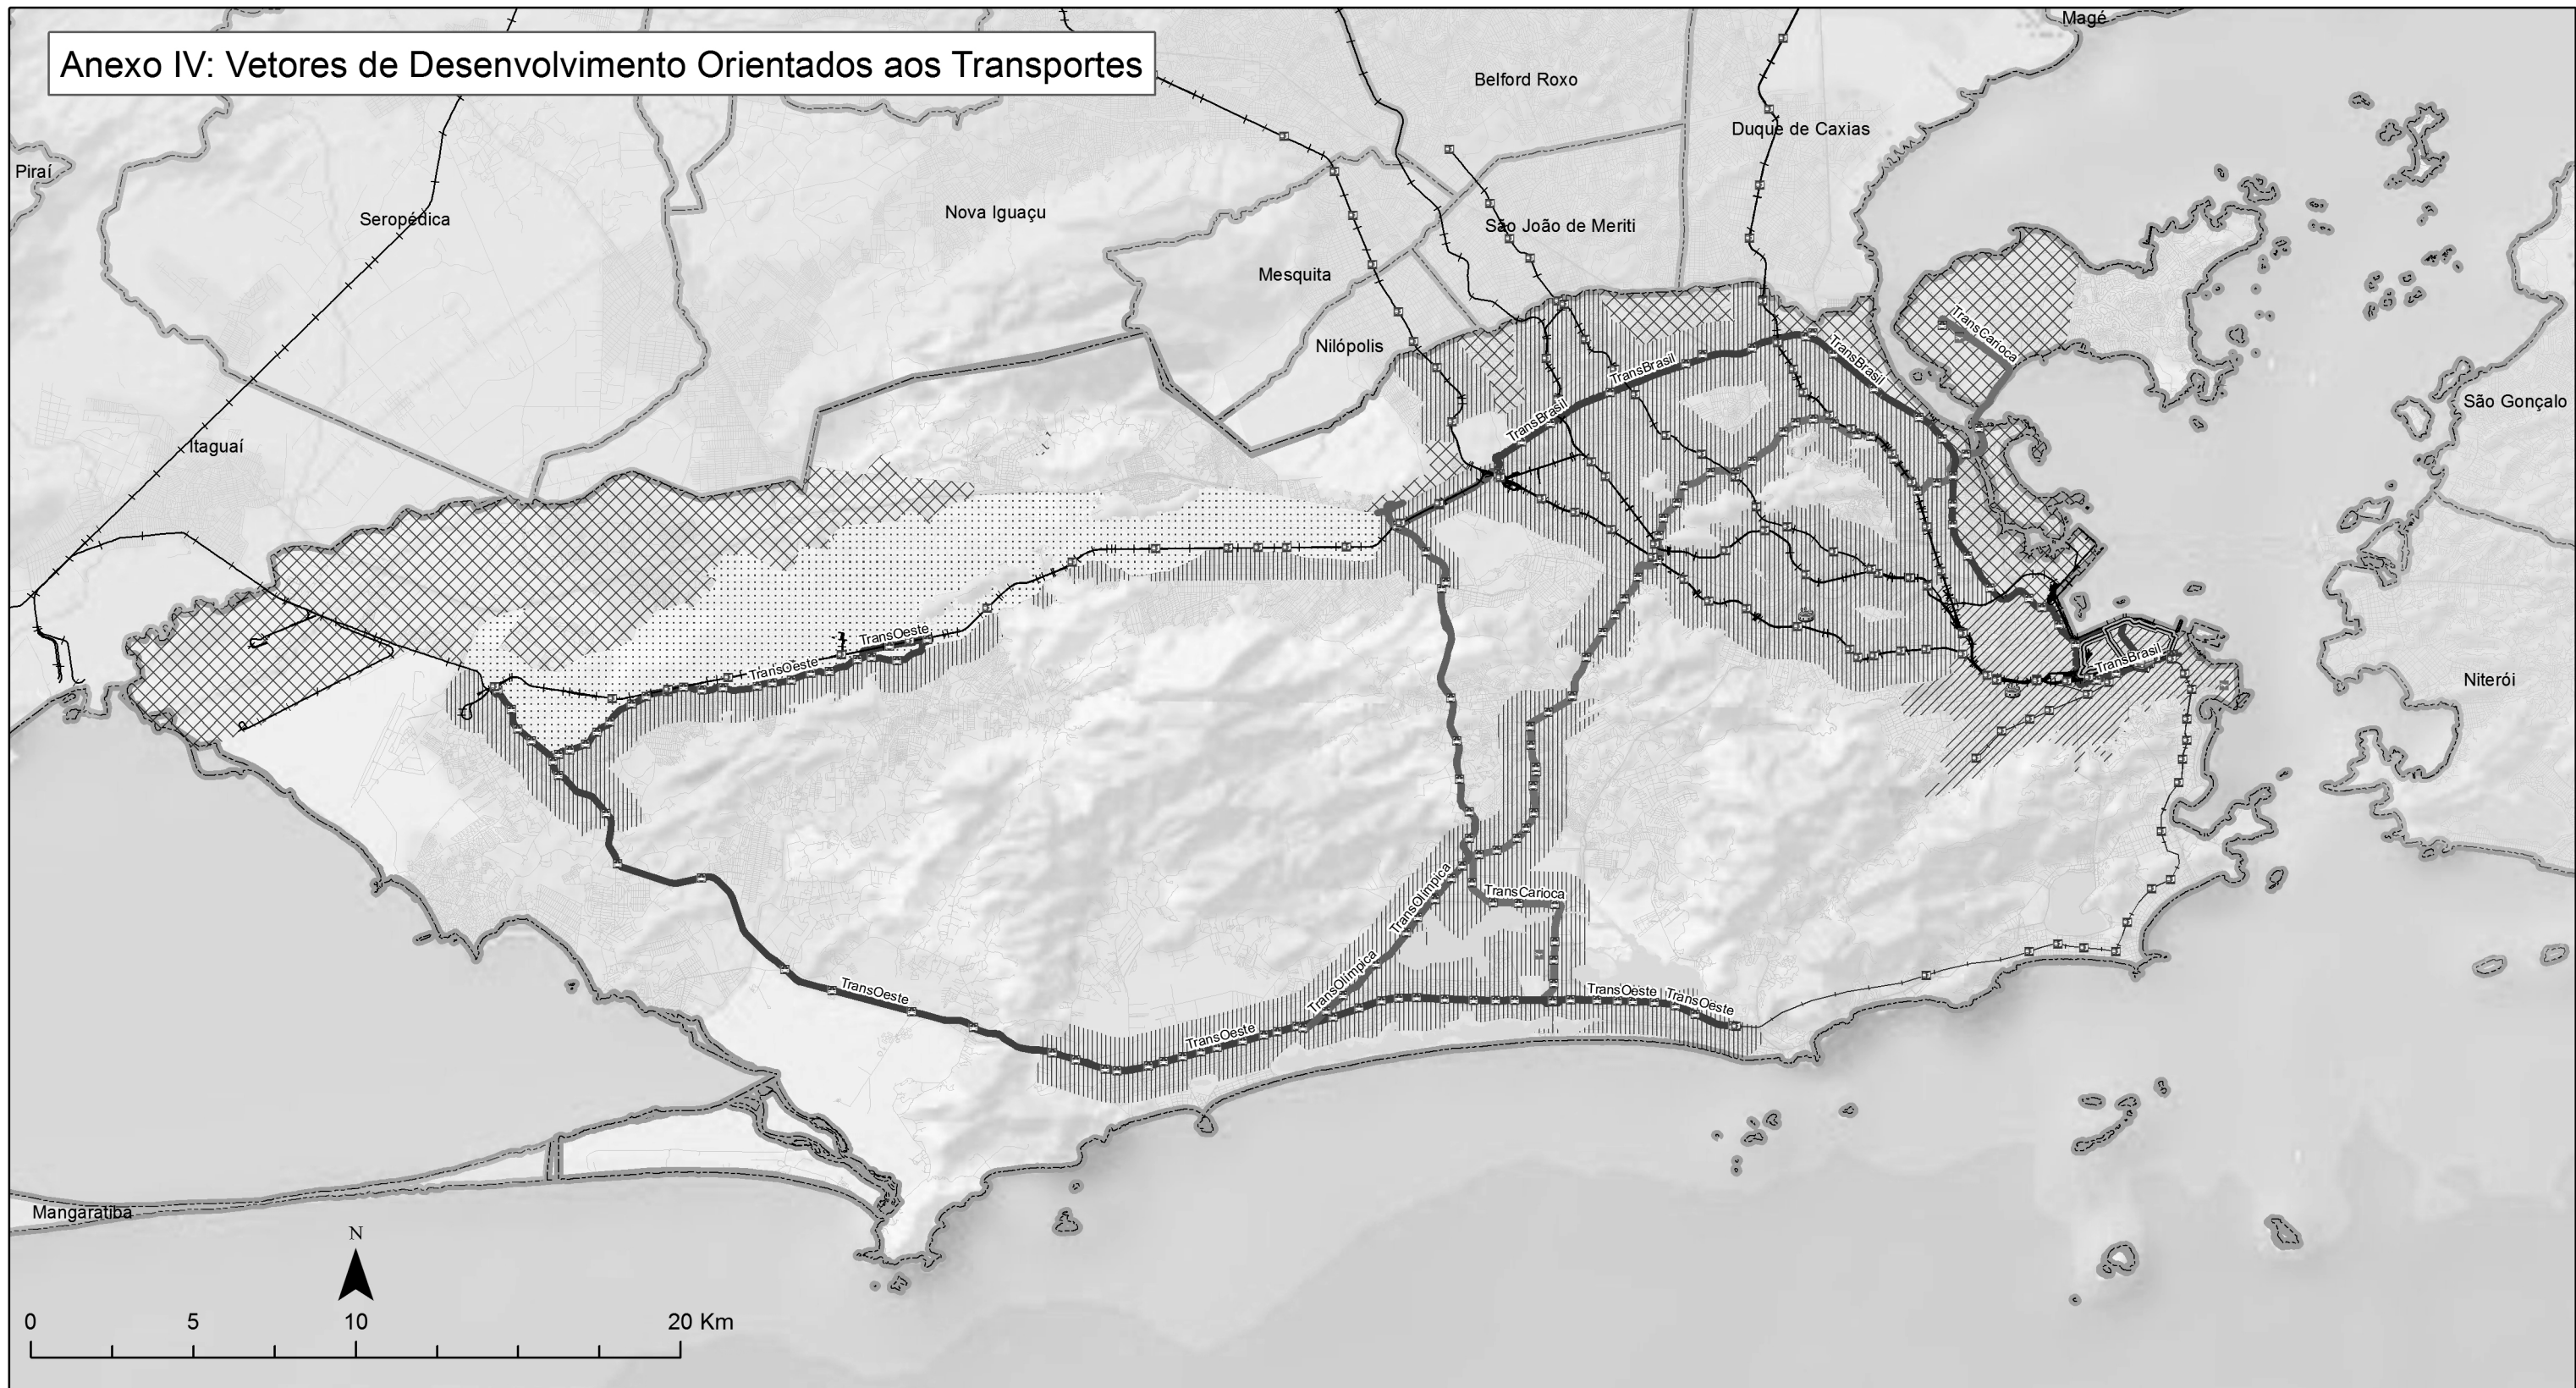 Magé
Anexo IV: Vetores de Desenvolvimento Orientados aos Transportes
Belford Roxo
Duque de Caxias
Piraí
Seropédica
Nova Iguaçu
São João de Meriti
Mesquita
Nilópolis
TransCarioca
TransBrasil
TransBrasil
TransBrasil
São Gonçalo
Itaguaí
TransOeste
TransOeste
TransBrasil
Niterói
TransOlímpica
TransCarioca
TransOlímpica
TransOeste
TransOeste
TransOeste
TransOeste
Mangaratiba
N
0 5 10 20 Km